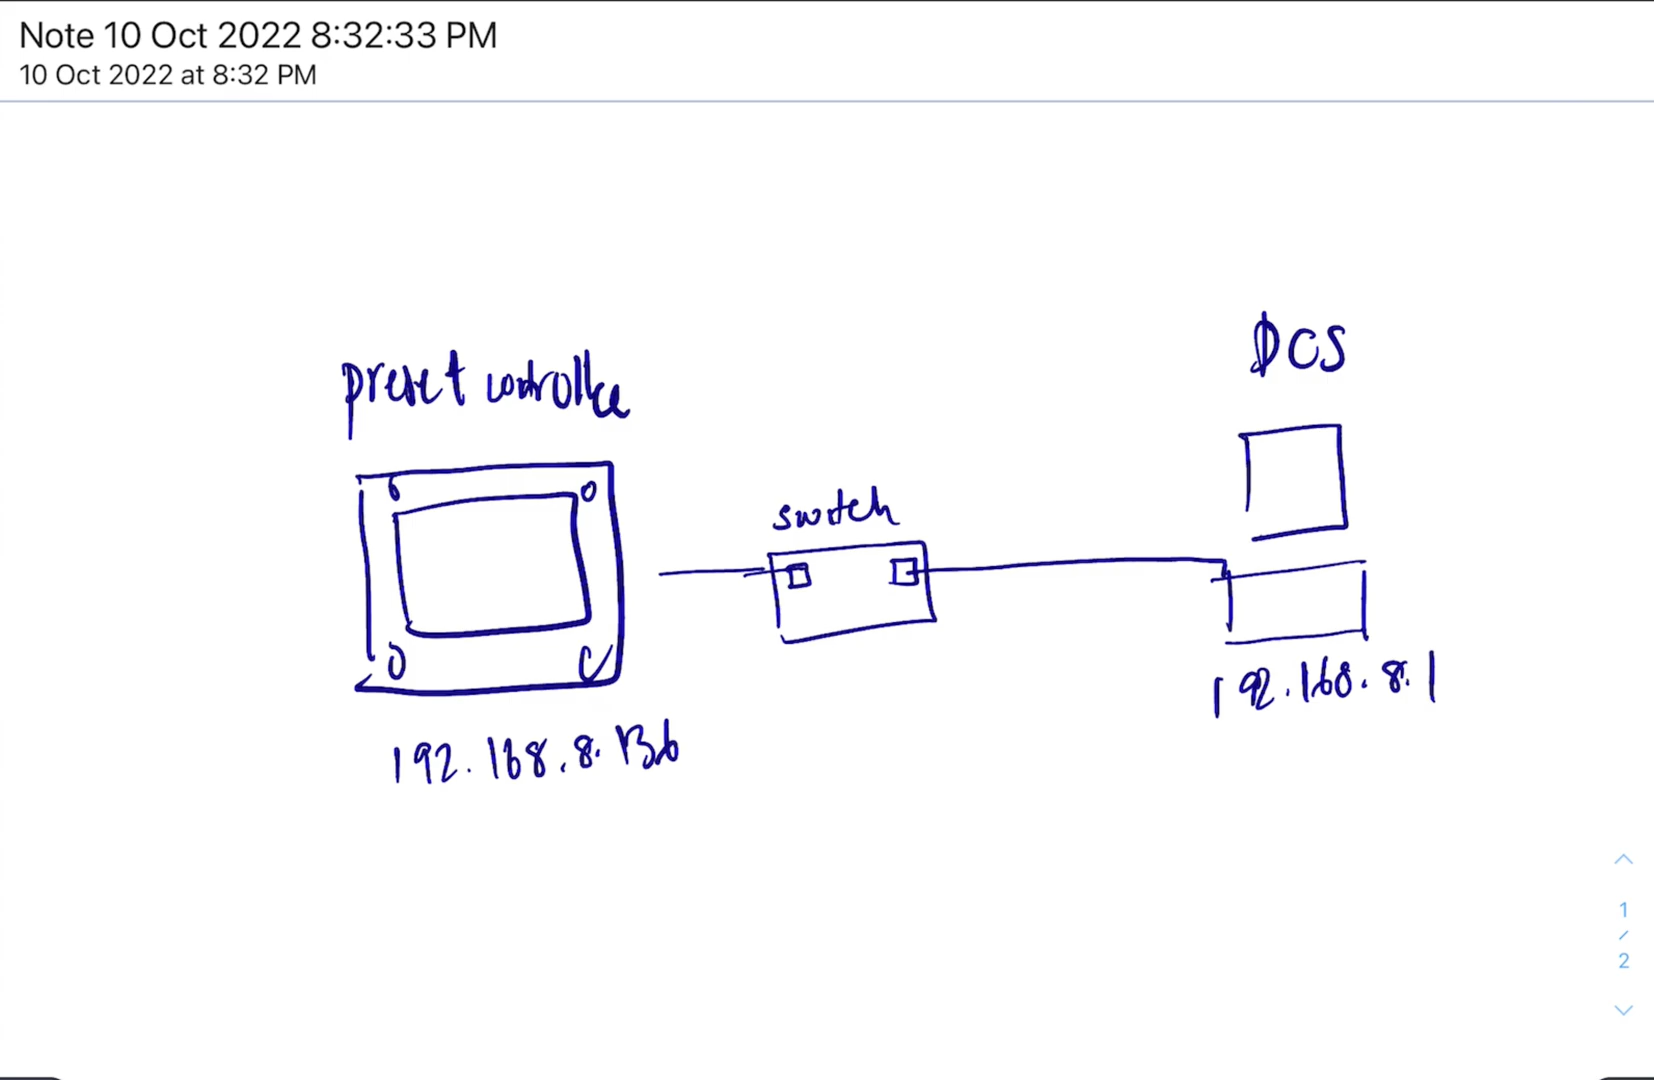 Note 10 Oct 2022 8:32:33 PM
10 Oct 2022 at 8:32 PM
DCS
preset controller
switch
192.168.8.1
192.168.8.136
1
/
2